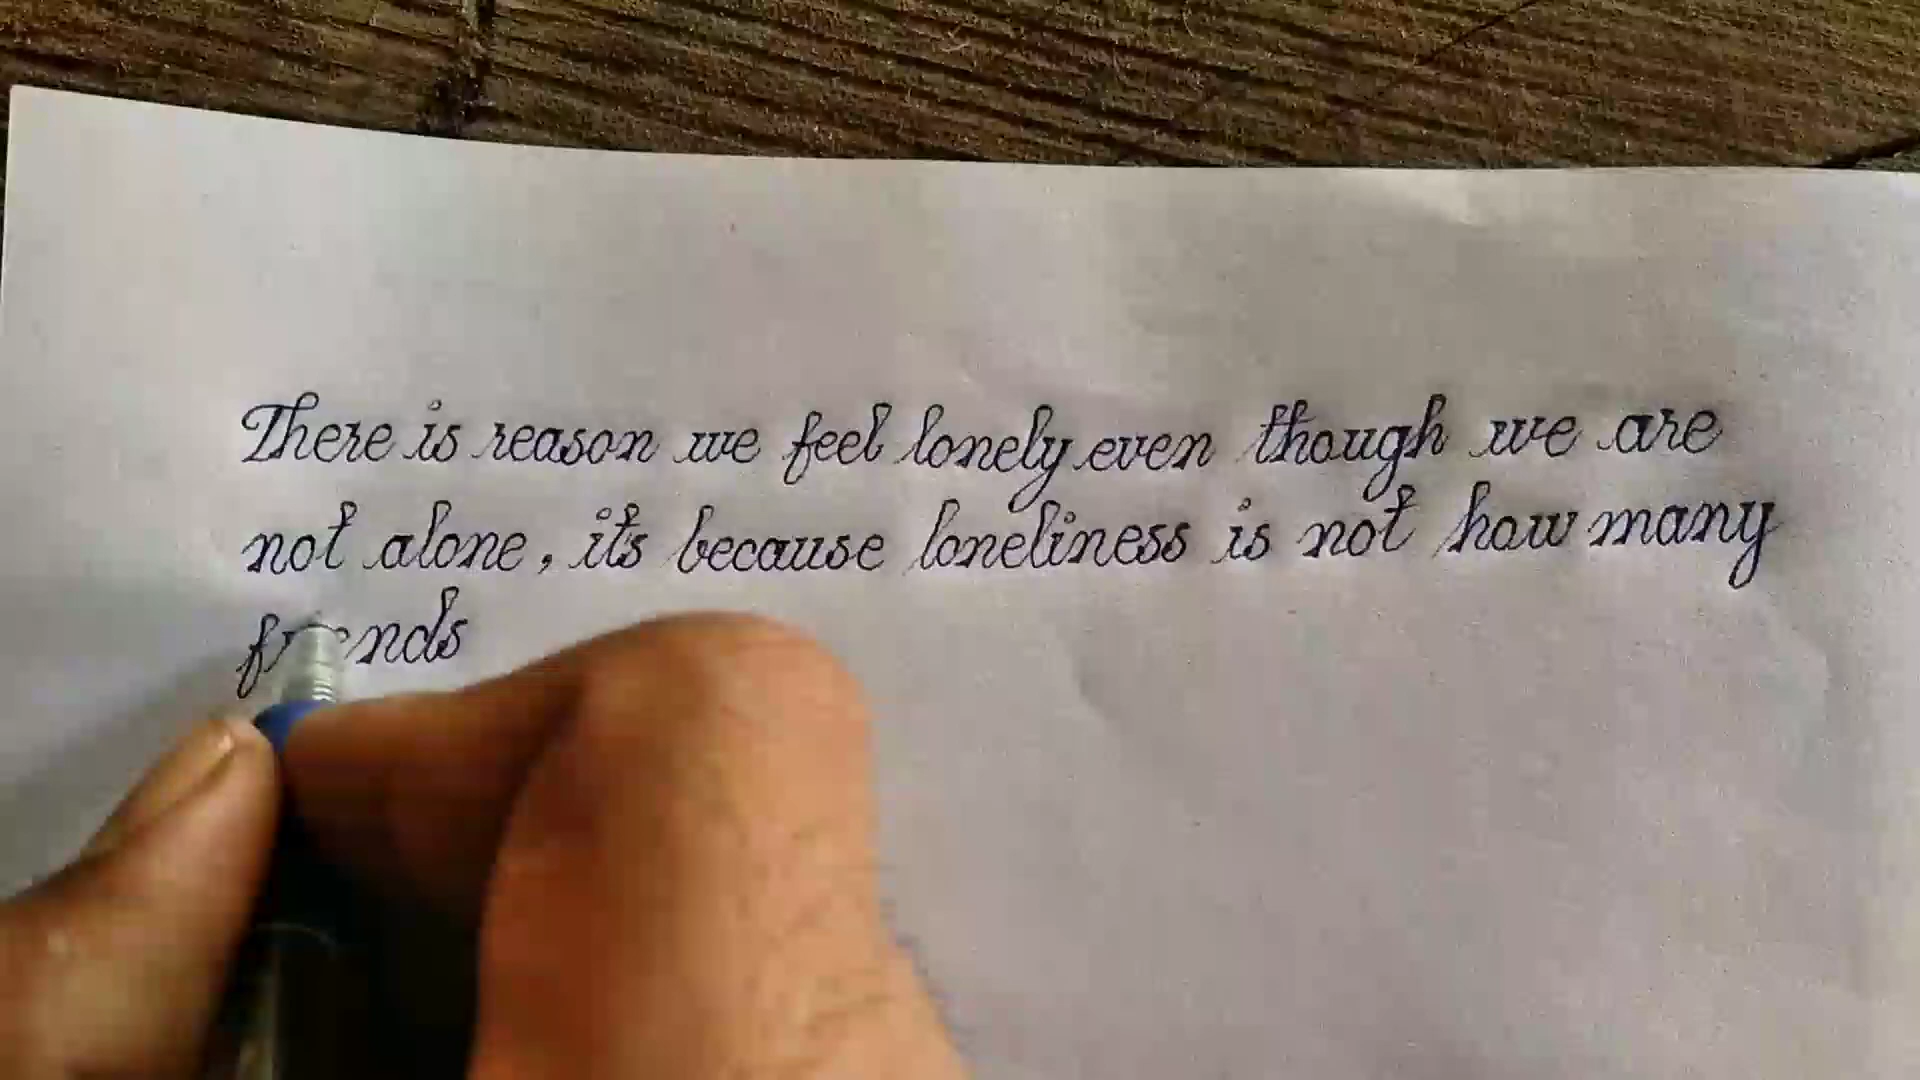 There is reason we feel lonely even though we are
not alone, its because loneliness is not how many